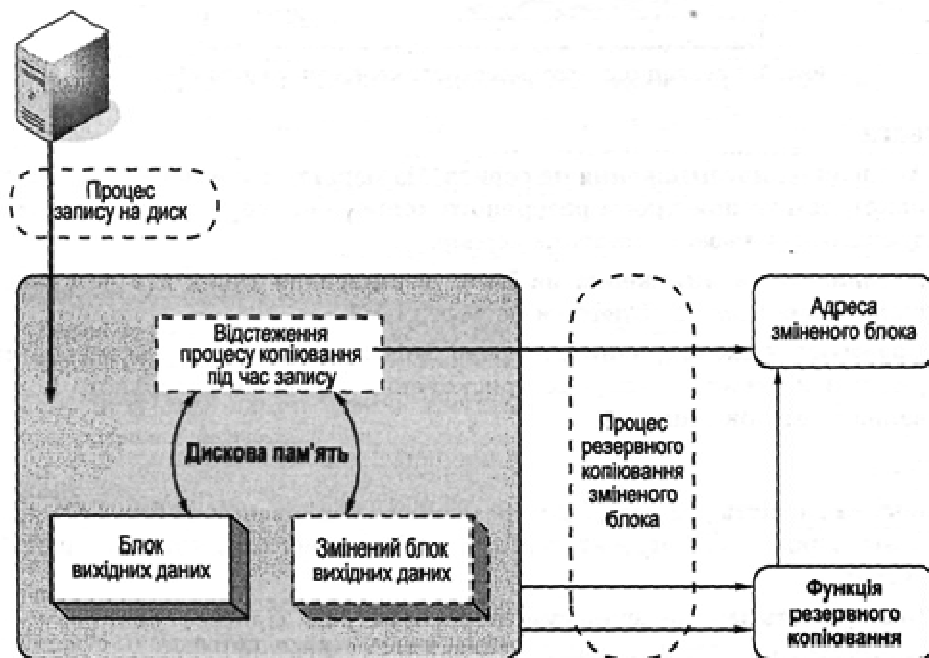 Процес
запису на диск
Відстеження
процесу копіювання
під час запису
Дискова пам'ять
Блок
вихідних даних
Змінений блок
вихідних даних
Процес
резервного
копіювання
зміненого
блока
Адреса
зміненого блока
Функція
резервного
копіювання